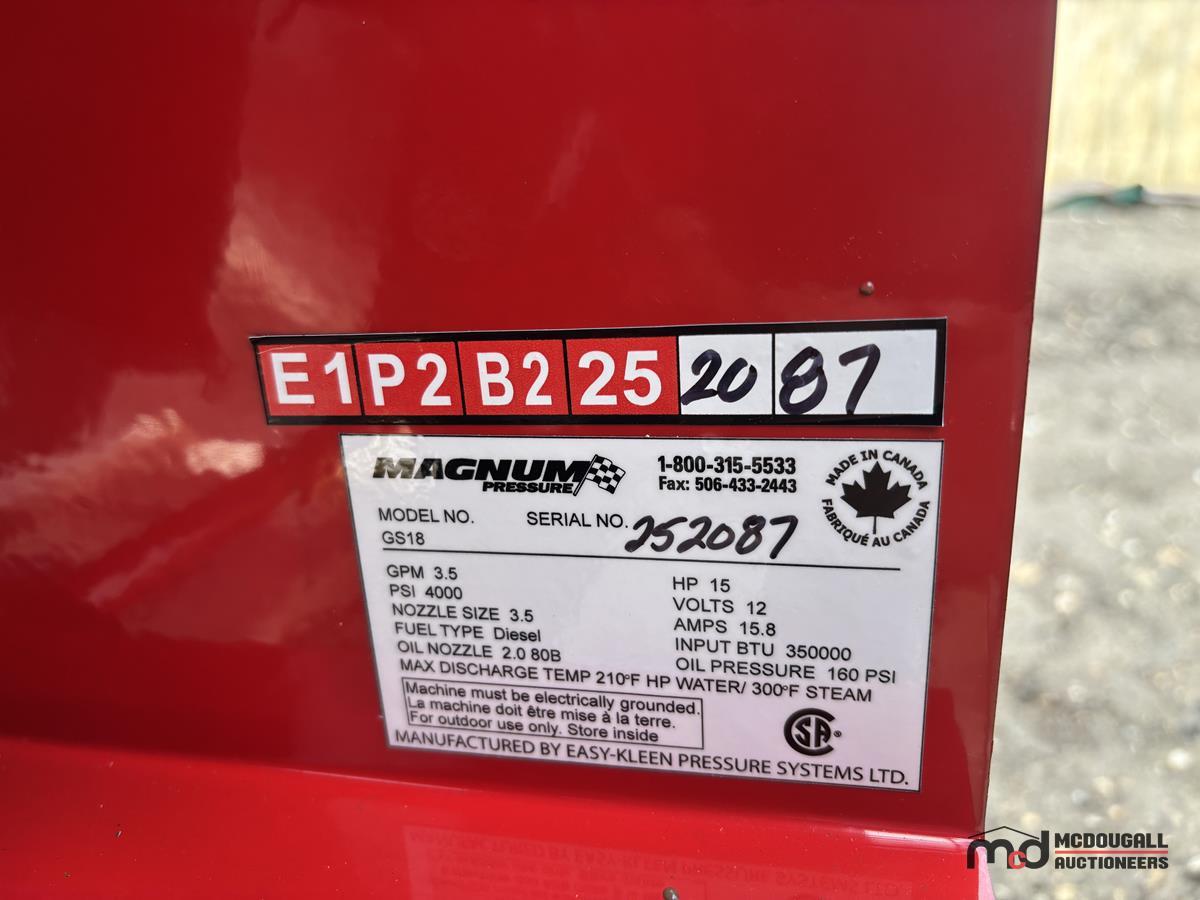 E1 P2 B2 25 20 87
MAGNUM
PRESSURE
1-800-315-5533
Fax: 506-433-2443
MADE IN CANADA
FABRIQUÉ AU CANADA
MODEL NO.
GS18
SERIAL NO. 252087
GPM 3.5
PSI 4000
NOZZLE SIZE 3.5
FUEL TYPE Diesel
OIL NOZZLE 2.0 80B
HP 15
VOLTS 12
AMPS 15.8
INPUT BTU 350000
OIL PRESSURE 160 PSI
MAX DISCHARGE TEMP 210°F HP WATER/ 300°F STEAM
Machine must be electrically grounded.
La machine doit être mise à la terre.
For outdoor use only. Store inside
SA®
MANUFACTURED BY EASY-KLEEN PRESSURE SYSTEMS LTD.
mcd MCDOUGALL
AUCTIONEERS